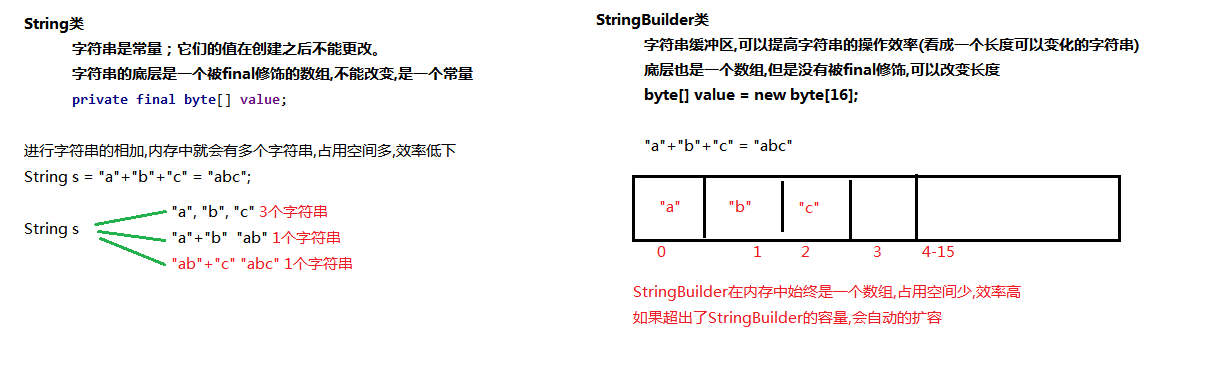 String类
字符串是常量；它们的值在创建之后不能更改。
字符串的底层是一个被final修饰的数组,不能改变,是一个常量
private final byte[] value;
进行字符串的相加,内存中就会有多个字符串,占用空间多,效率低下
String s = "a"+"b"+"c" = "abc";
String s
"a", "b", "c" 3个字符串
"a"+"b" "ab" 1个字符串
"ab"+"c" "abc" 1个字符串
StringBuilder类
字符串缓冲区,可以提高字符串的操作效率(看成一个长度可以变化的字符串)
底层也是一个数组,但是没有被final修饰,可以改变长度
byte[] value = new byte[16];
"a"+"b"+"c" = "abc"
"a" "b" "c"
0 1 2 3 4-15
StringBuilder在内存中始终是一个数组,占用空间少,效率高
如果超出了StringBuilder的容量,会自动的扩容